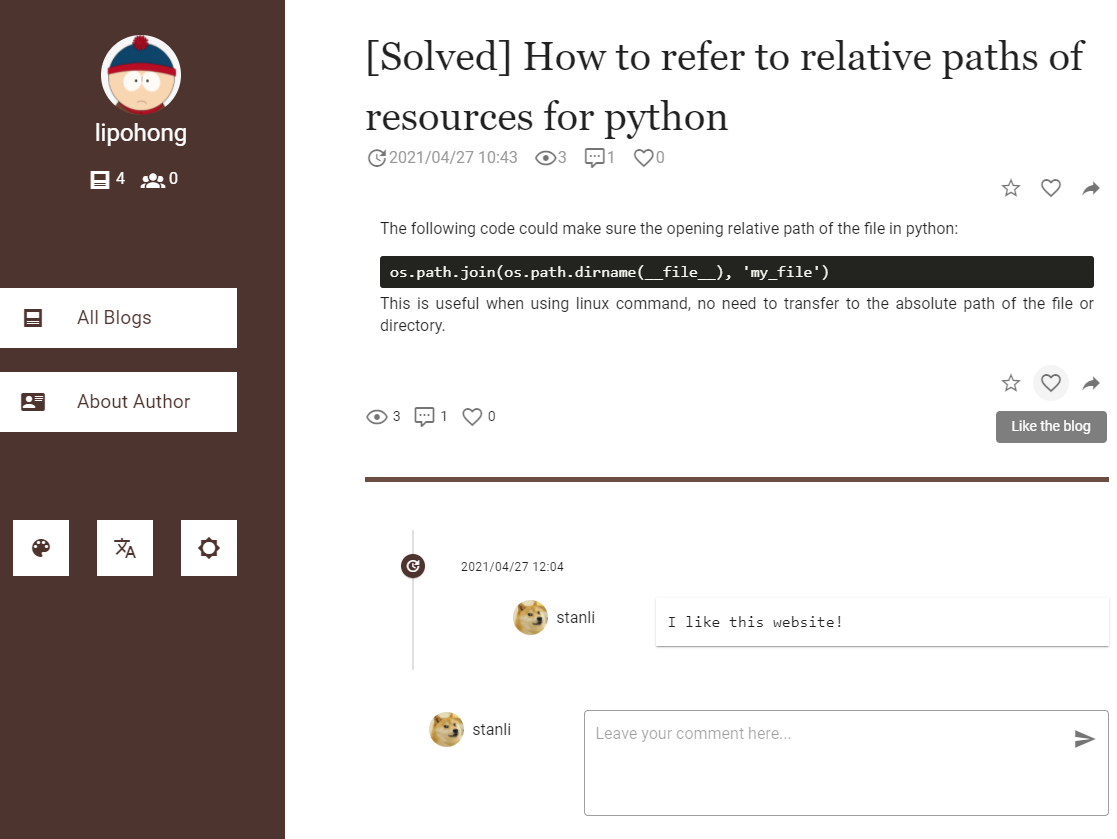 lipohong
4 0
All Blogs
About Author
[Solved] How to refer to relative paths of
resources for python
2021/04/27 10:43 3 1 0
The following code could make sure the opening relative path of the file in python:
os.path.join(os.path.dirname(__file__), 'my_file')
This is useful when using linux command, no need to transfer to the absolute path of the file or
directory.
3 1 0
Like the blog
2021/04/27 12:04
stanli
I like this website!
stanli
Leave your comment here...